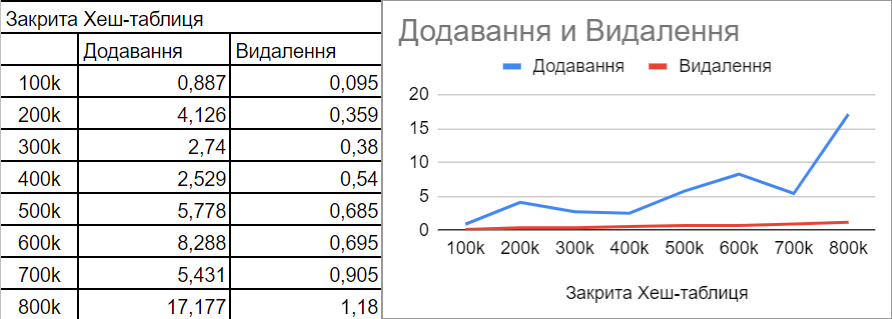 Закрита Хеш-таблиця
Додавання Видалення
100k 0,887 0,095
200k 4,126 0,359
300k 2,74 0,38
400k 2,529 0,54
500k 5,778 0,685
600k 8,288 0,695
700k 5,431 0,905
800k 17,177 1,18
Додавання и Видалення
Додавання Видалення
20
15
10
5
0
100k 200k 300k 400k 500k 600k 700k 800k
Закрита Хеш-таблиця